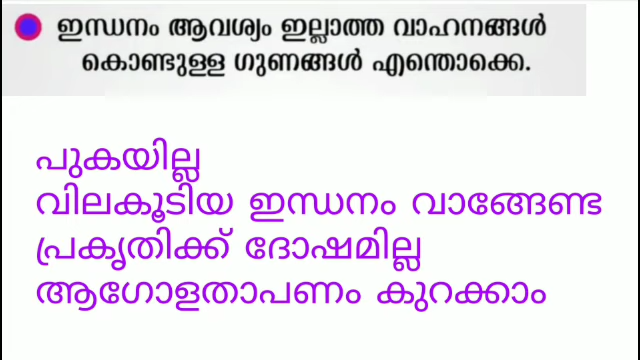 ഇന്ധനം ആവശ്യം ഇല്ലാത്ത വാഹനങ്ങൾ
കൊണ്ടുള്ള ഗുണങ്ങൾ എന്തൊക്കെ.
പുകയില്ല
വിലകൂടിയ ഇന്ധനം വാങ്ങേണ്ട
പ്രകൃതിക്ക് ദോഷമില്ല
ആഗോളതാപണം കുറക്കാം